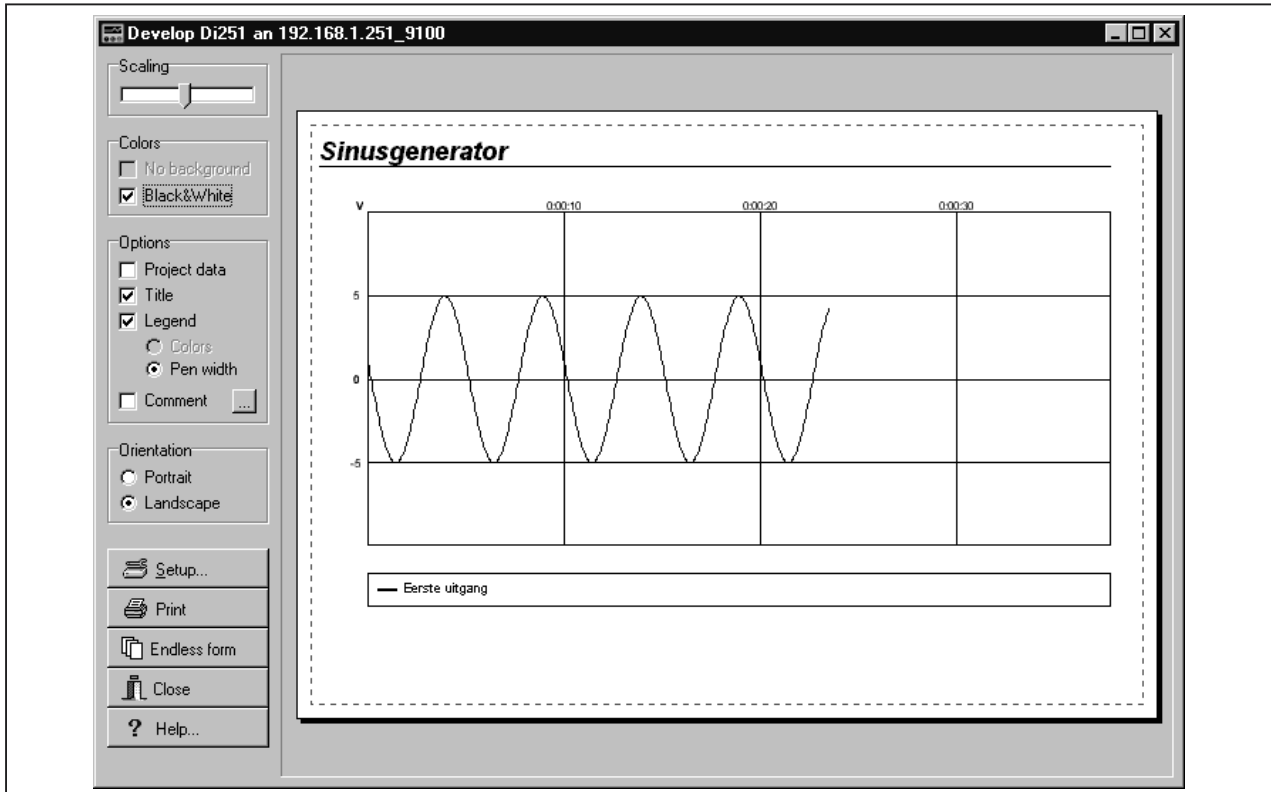 Develop Di251 an 192.168.1.251_9100
Scaling
Colors
No background
Black&White
Options
Project data
Title
Legend
Colors
Pen width
Comment ...
Orientation
Portrait
Landscape
Setup...
Print
Endless form
Close
? Help...
Sinusgenerator
V 0:00:10 0:00:20 0:00:30
5
0
-5
Eerste uitgang